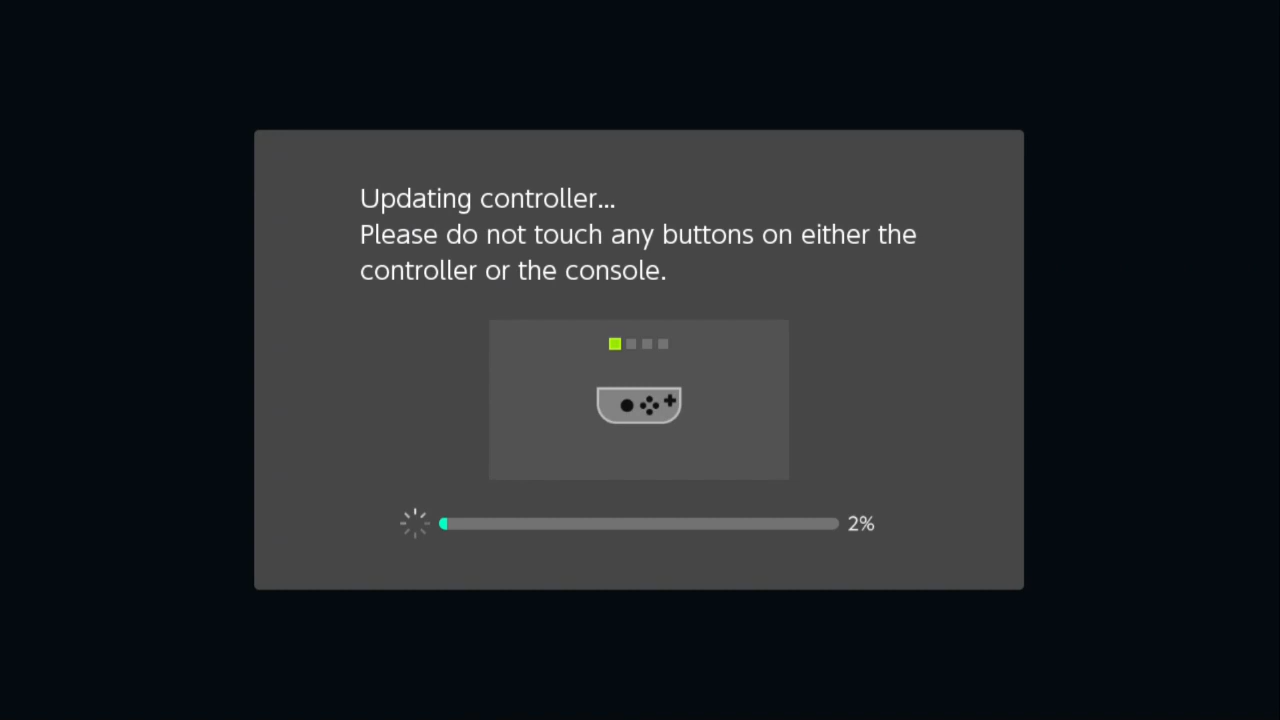 Updating controller...
Please do not touch any buttons on either the
controller or the console.
2%